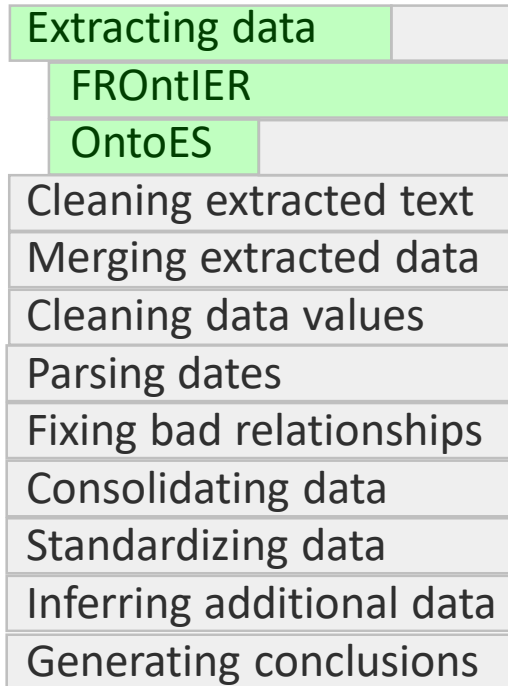 Extracting data
FROntIER
OntoES
Cleaning extracted text
Merging extracted data
Cleaning data values
Parsing dates
Fixing bad relationships
Consolidating data
Standardizing data
Inferring additional data
Generating conclusions